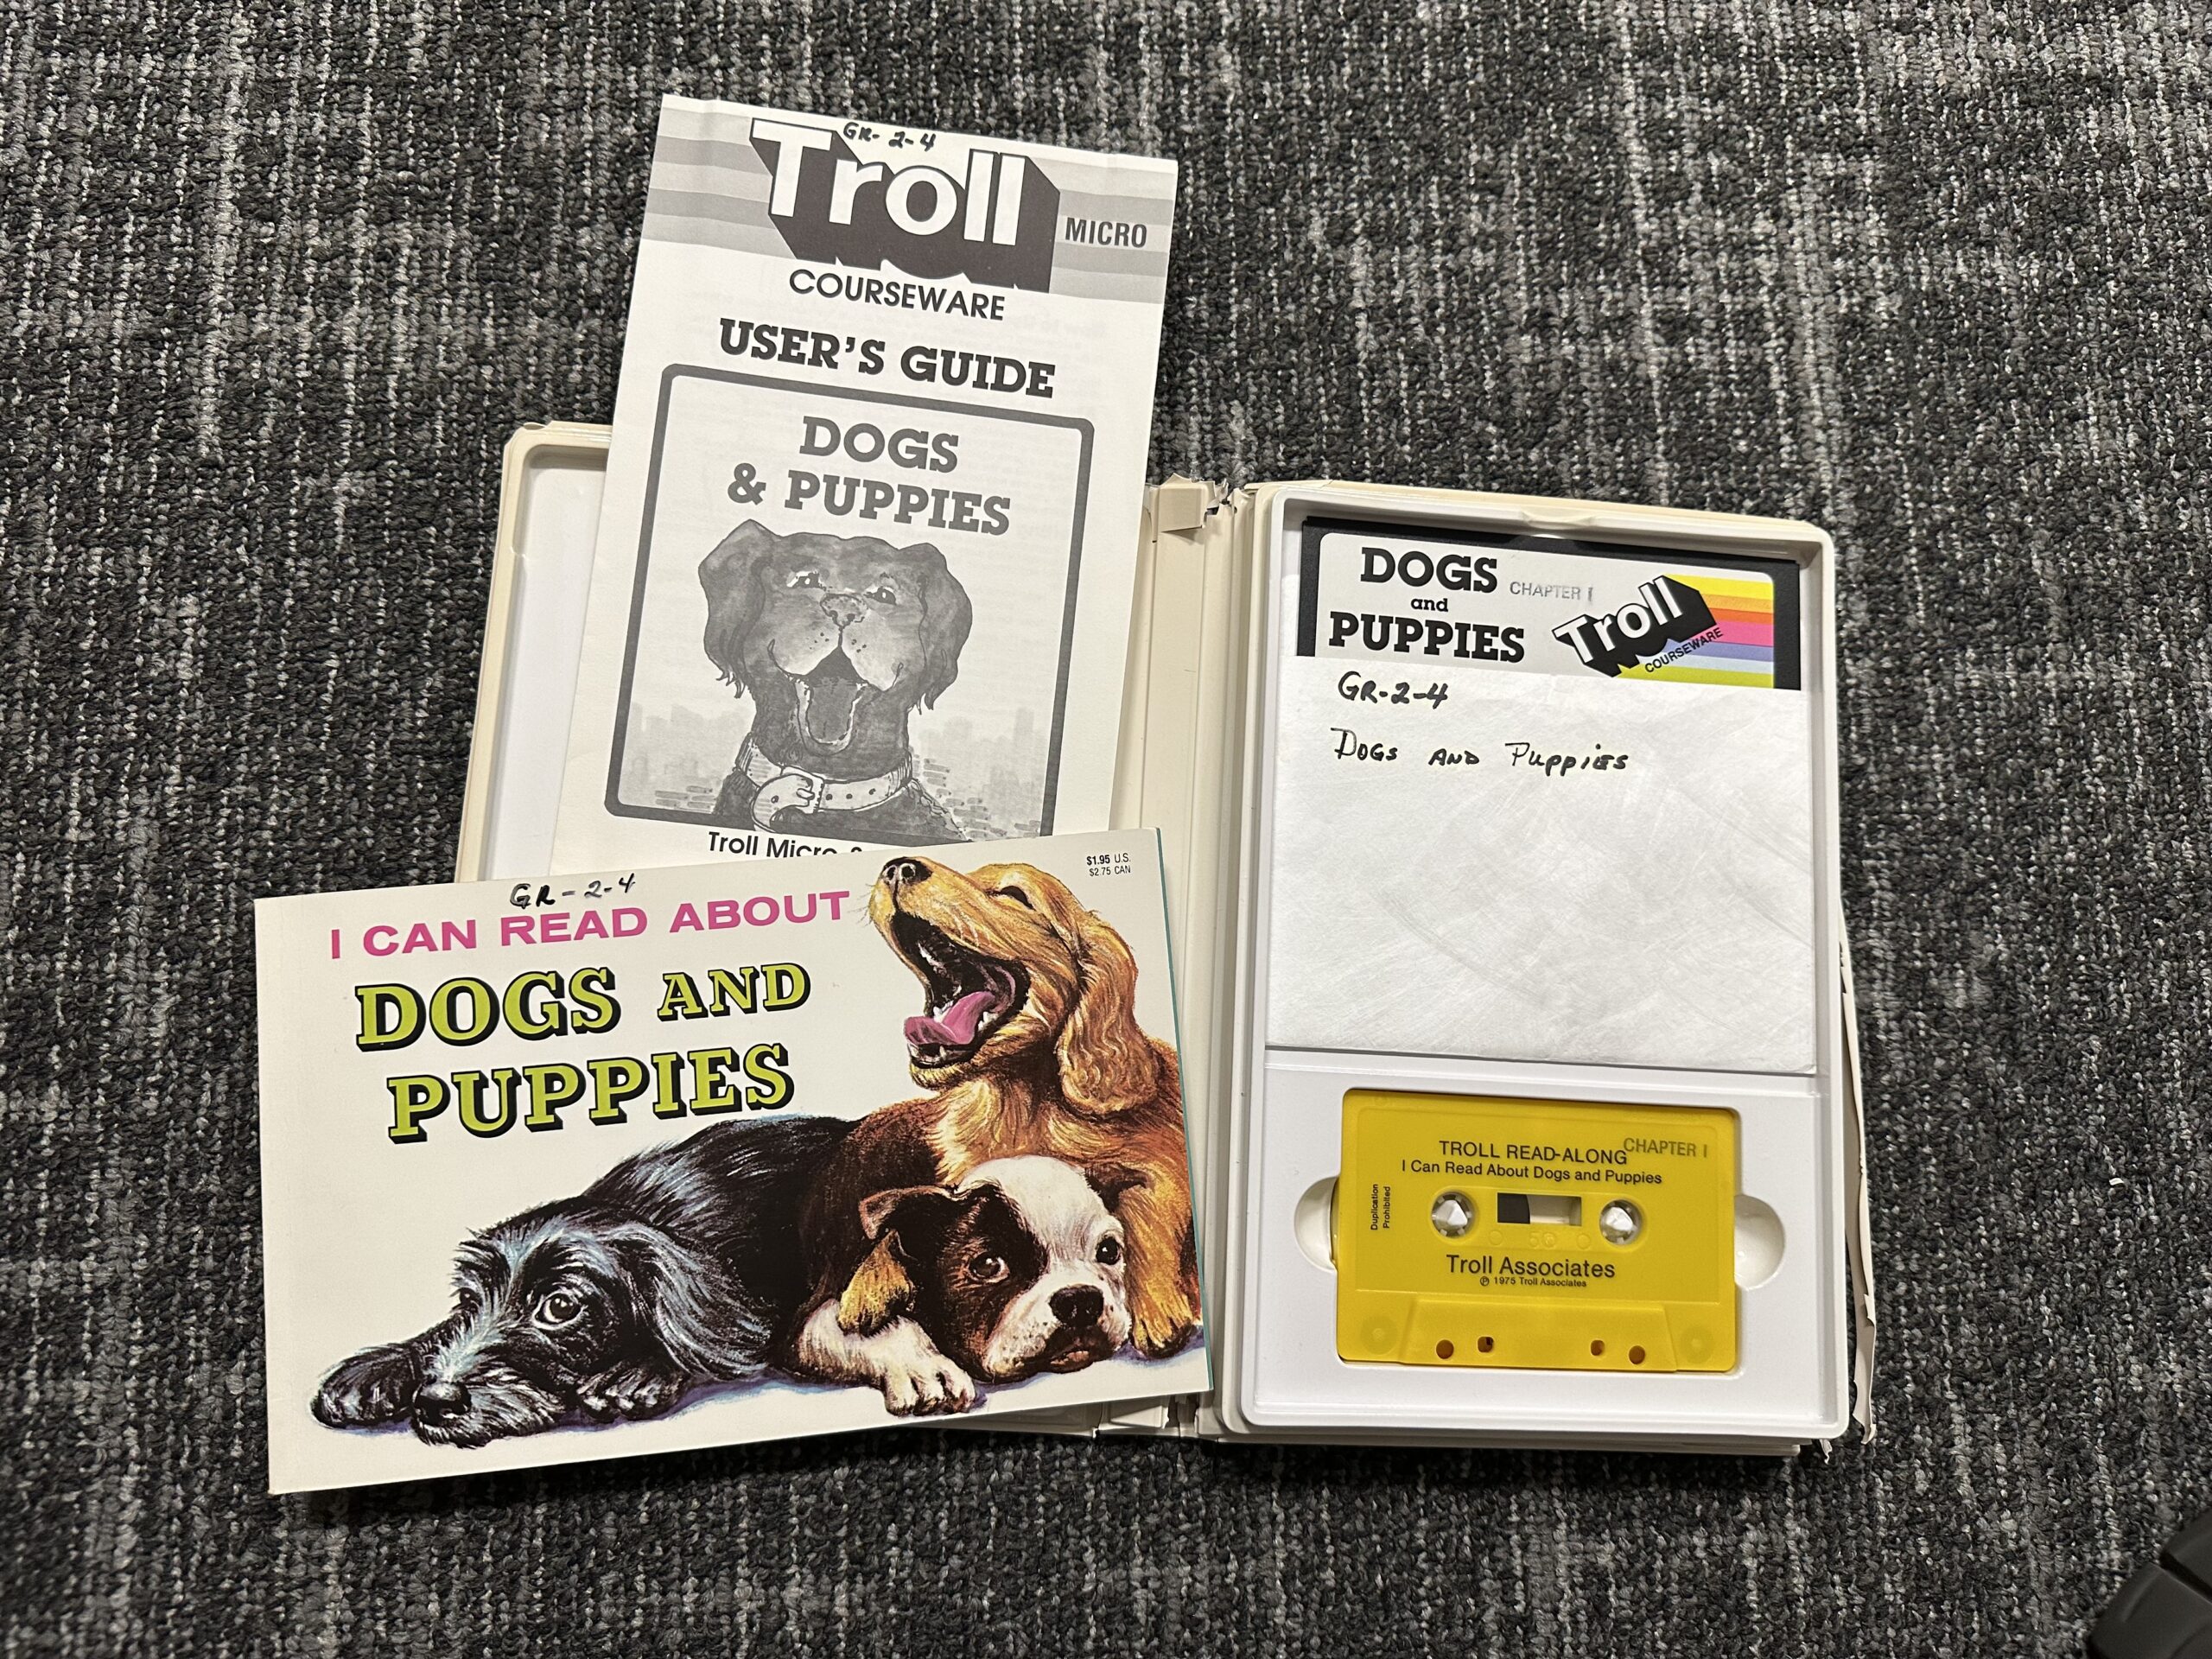 GR-2-4
Troll MICRO
COURSEWARE
USER'S GUIDE
DOGS
& PUPPIES
Troll Micro
GR-2-4
I CAN READ ABOUT
DOGS AND
PUPPIES
$1.95 U.S.
$2.75 CAN
DOGS
and
PUPPIES
CHAPTER I
Troll
COURSEWARE
GR-2-4
DOGS AND PUPPIES
TROLL READ-ALONG
CHAPTER I
I Can Read About Dogs and Puppies
Duplication
Prohibited
Troll Associates
℗ 1975 Troll Associates